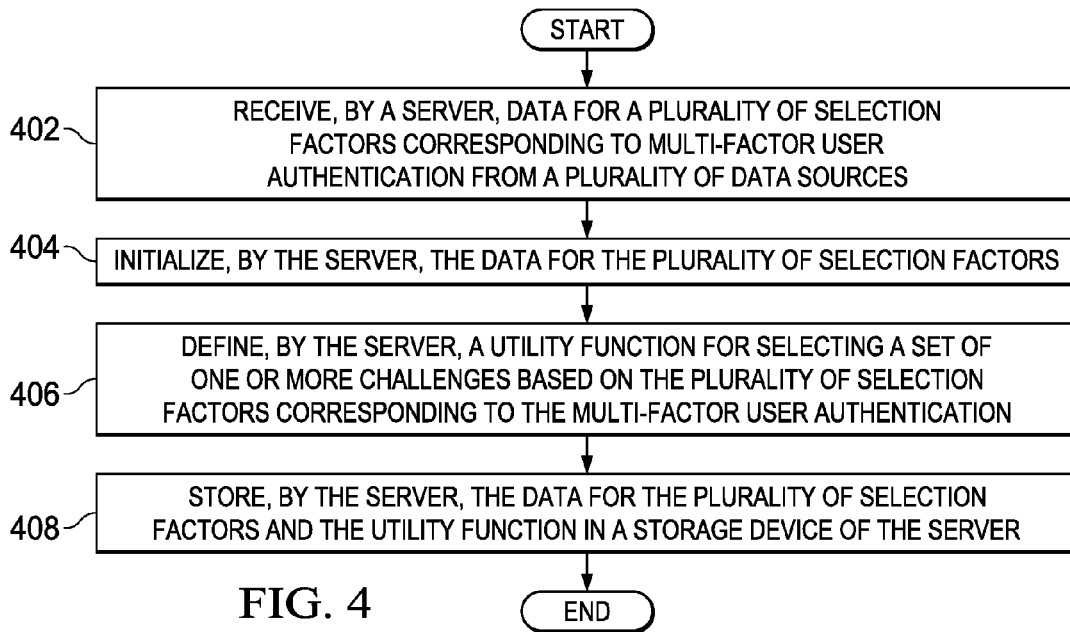 START
402
RECEIVE, BY A SERVER, DATA FOR A PLURALITY OF SELECTION
FACTORS CORRESPONDING TO MULTI-FACTOR USER
AUTHENTICATION FROM A PLURALITY OF DATA SOURCES
404
INITIALIZE, BY THE SERVER, THE DATA FOR THE PLURALITY OF SELECTION FACTORS
406
DEFINE, BY THE SERVER, A UTILITY FUNCTION FOR SELECTING A SET OF
ONE OR MORE CHALLENGES BASED ON THE PLURALITY OF SELECTION
FACTORS CORRESPONDING TO THE MULTI-FACTOR USER AUTHENTICATION
408
STORE, BY THE SERVER, THE DATA FOR THE PLURALITY OF SELECTION
FACTORS AND THE UTILITY FUNCTION IN A STORAGE DEVICE OF THE SERVER
FIG. 4
END